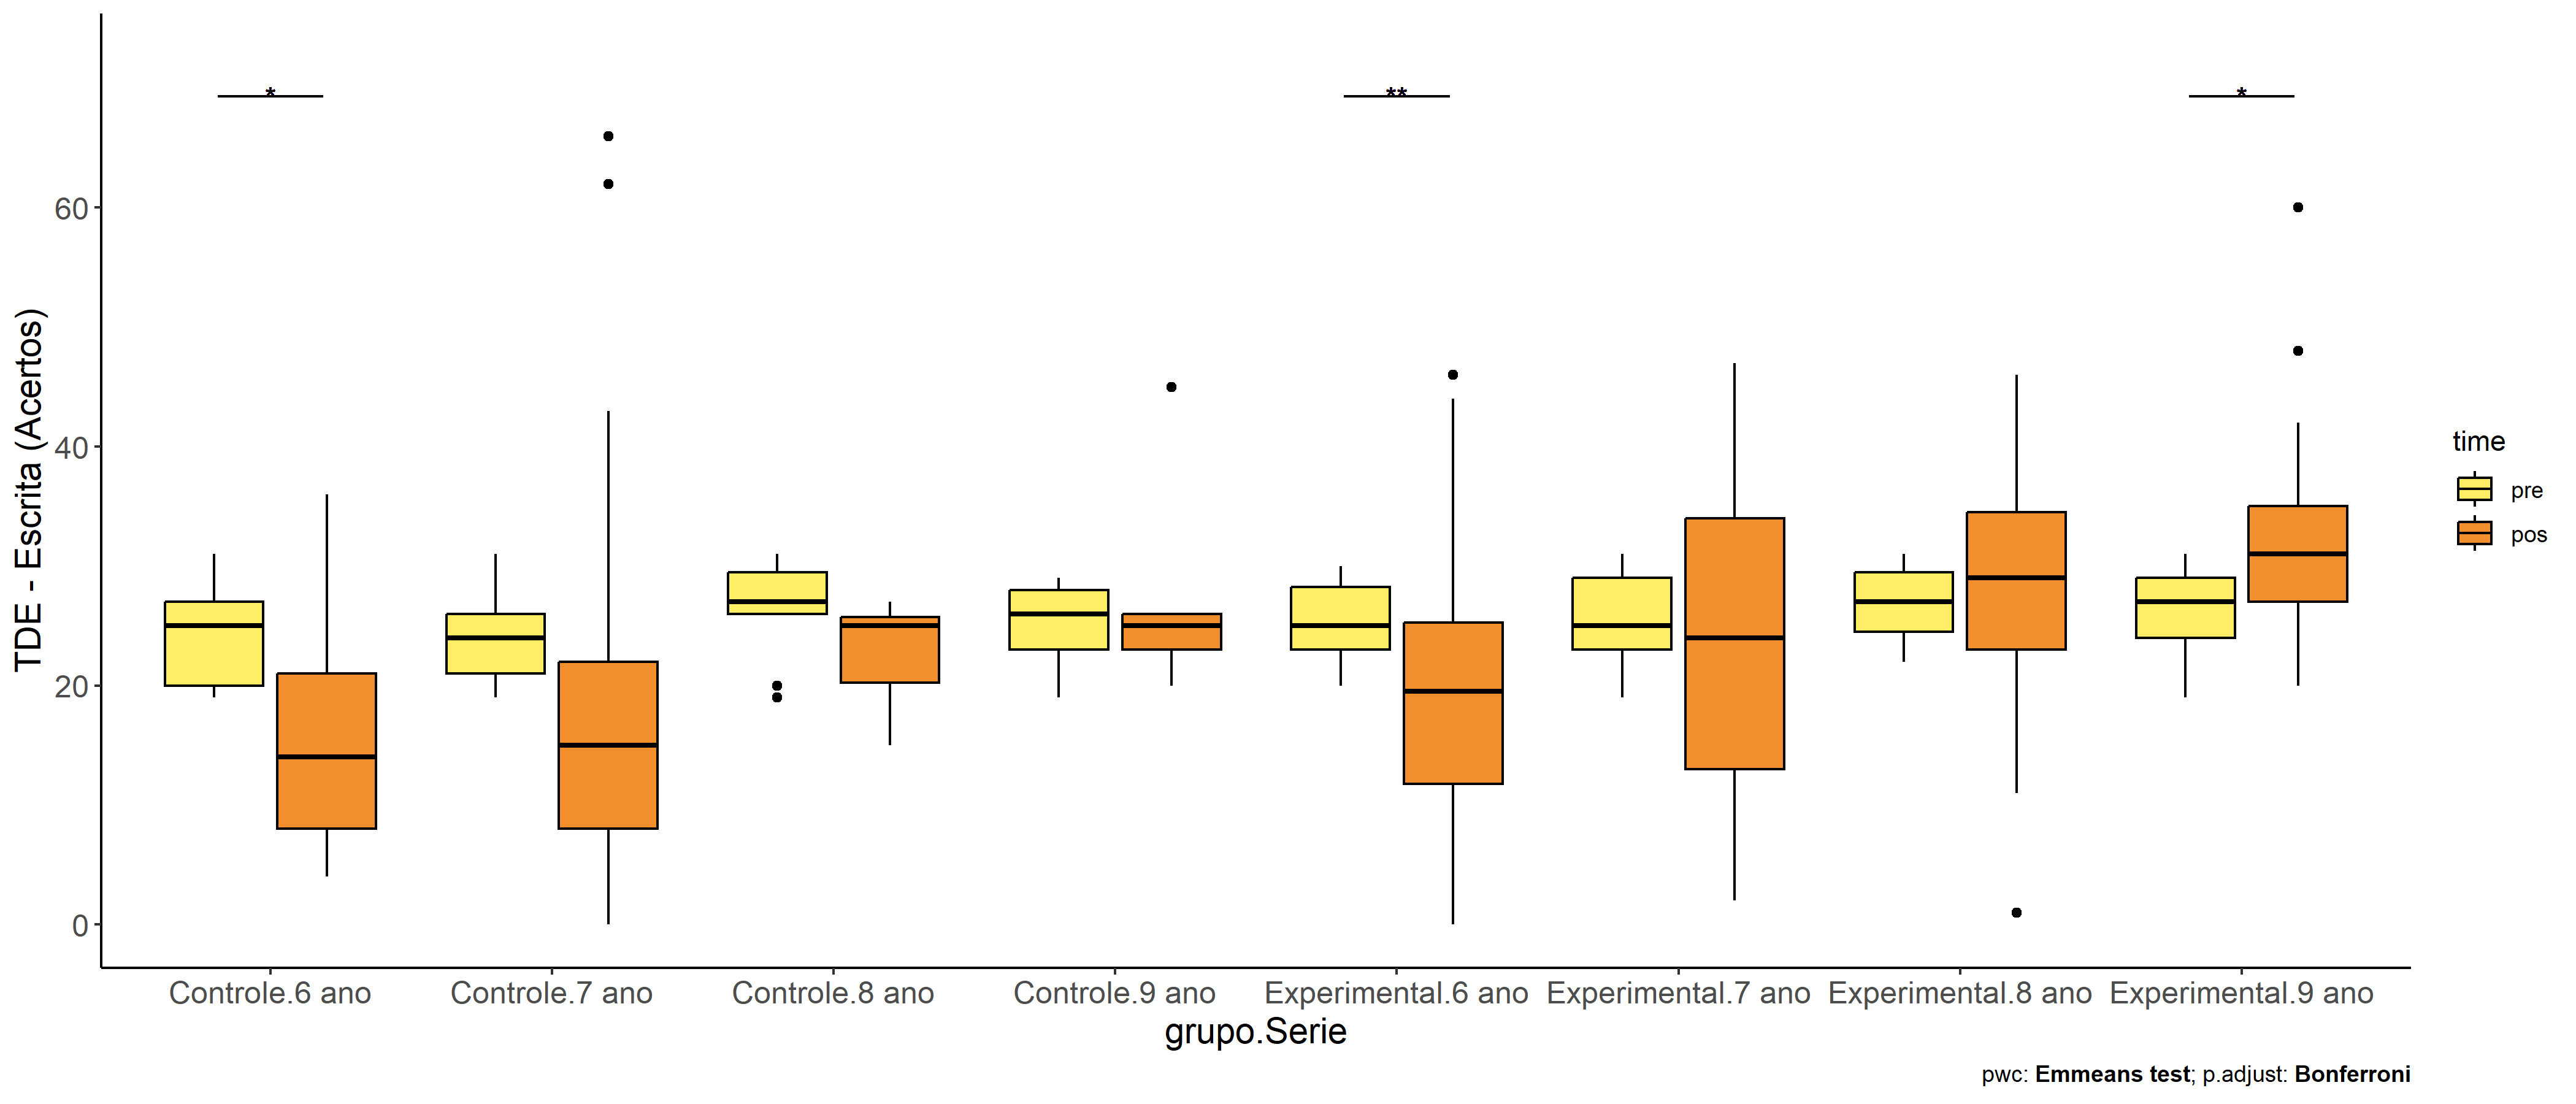 *
**
*
60
40
20
0
TDE - Escrita (Acertos)
Controle.6 ano
Controle.7 ano
Controle.8 ano
Controle.9 ano
Experimental.6 ano
Experimental.7 ano
Experimental.8 ano
Experimental.9 ano
grupo.Serie
time
pre
pos
pwc: Emmeans test; p.adjust: Bonferroni